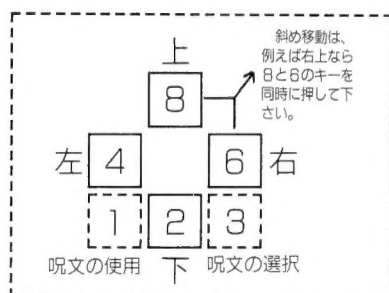 上
斜め移動は、
例えば右上なら
8と6のキーを
同時に押して下
さい。
8
左
4
6
右
1
2
3
呪文の使用
下
呪文の選択